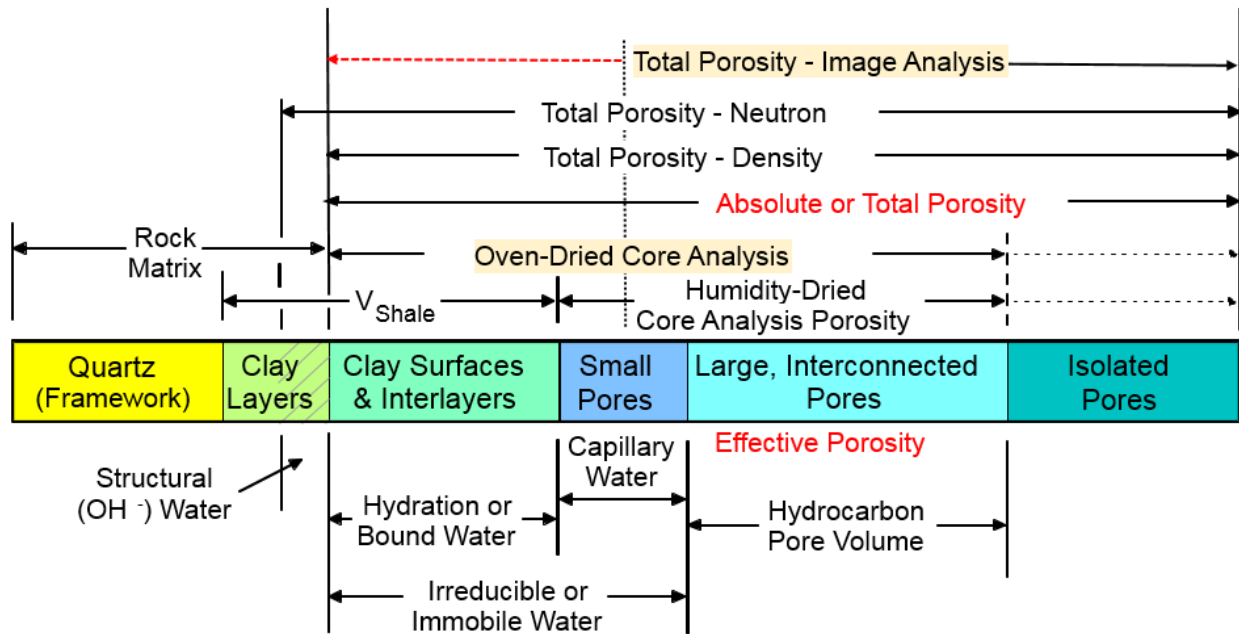 Total Porosity - Image Analysis
Total Porosity - Neutron
Total Porosity - Density
Absolute or Total Porosity
Rock
Matrix
Oven-Dried Core Analysis
V Shale
Humidity-Dried
Core Analysis Porosity
Quartz
(Framework)
Clay
Layers
Clay Surfaces
& Interlayers
Small
Pores
Large, Interconnected
Pores
Isolated
Pores
Structural
(OH -) Water
Capillary
Water
Effective Porosity
Hydration or
Bound Water
Hydrocarbon
Pore Volume
Irreducible or
Immobile Water